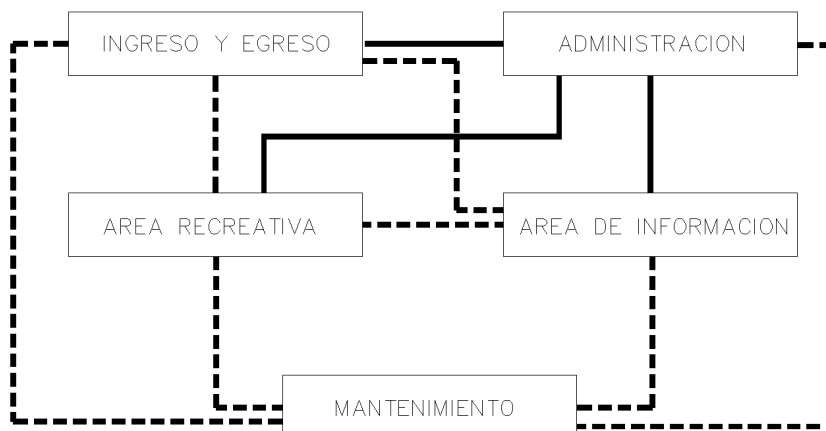 INGRESO Y EGRESO
ADMINISTRACION
AREA RECREATIVA
AREA DE INFORMACION
MANTENIMIENTO